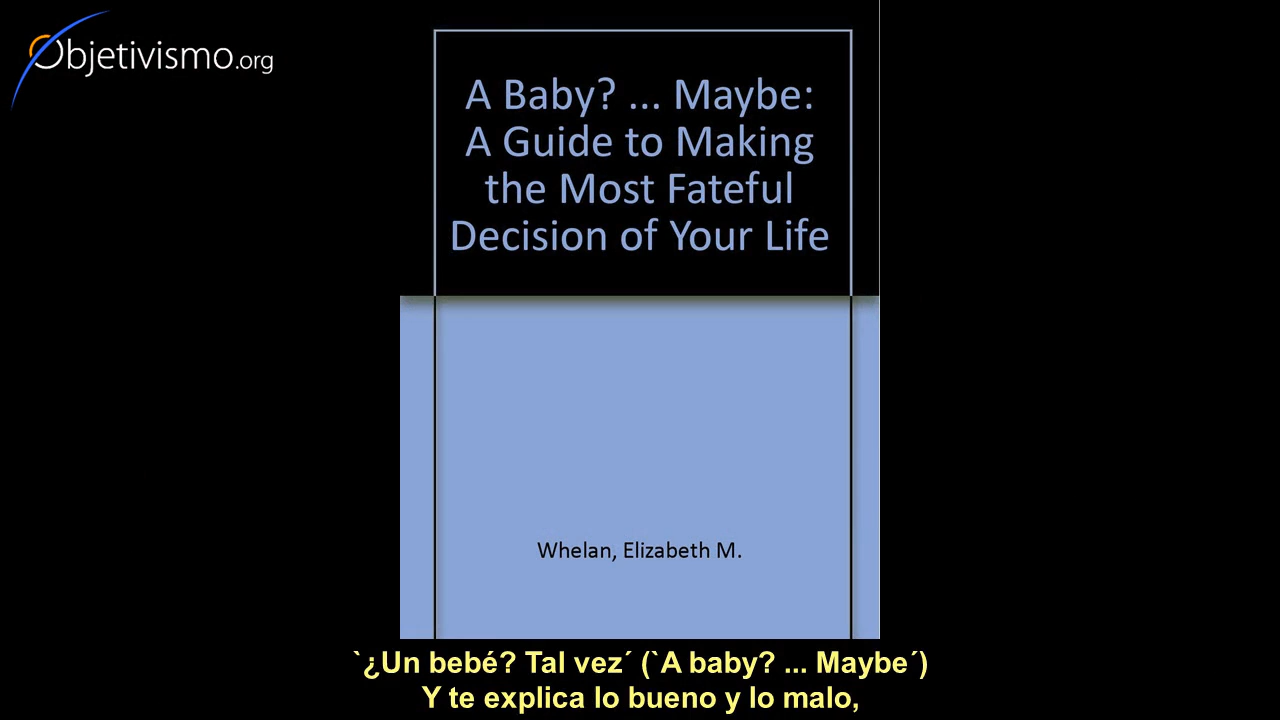 Objetivismo.org
A Baby? ... Maybe:
A Guide to Making
the Most Fateful
Decision of Your Life
Whelan, Elizabeth M.
`¿Un bebé? Tal vez´ (`A baby? ... Maybe´)
Y te explica lo bueno y lo malo,